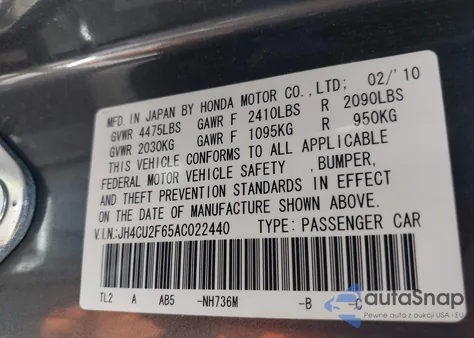 MFD. IN JAPAN BY HONDA MOTOR CO.,LTD; 02/'10
GVWR 4475LBS GAWR F 2410LBS R 2090LBS
GVWR 2030KG GAWR F 1095KG R 950KG
THIS VEHICLE CONFORMS TO ALL APPLICABLE
FEDERAL MOTOR VEHICLE SAFETY ,BUMPER,
AND THEFT PREVENTION STANDARDS IN EFFECT
ON THE DATE OF MANUFACTURE SHOWN ABOVE.
V.I.N:JH4CU2F65AC022440 TYPE: PASSENGER CAR
TL2 A AB5 -NH736M -B -C
autaSnap
Pewne auta z USA i EU